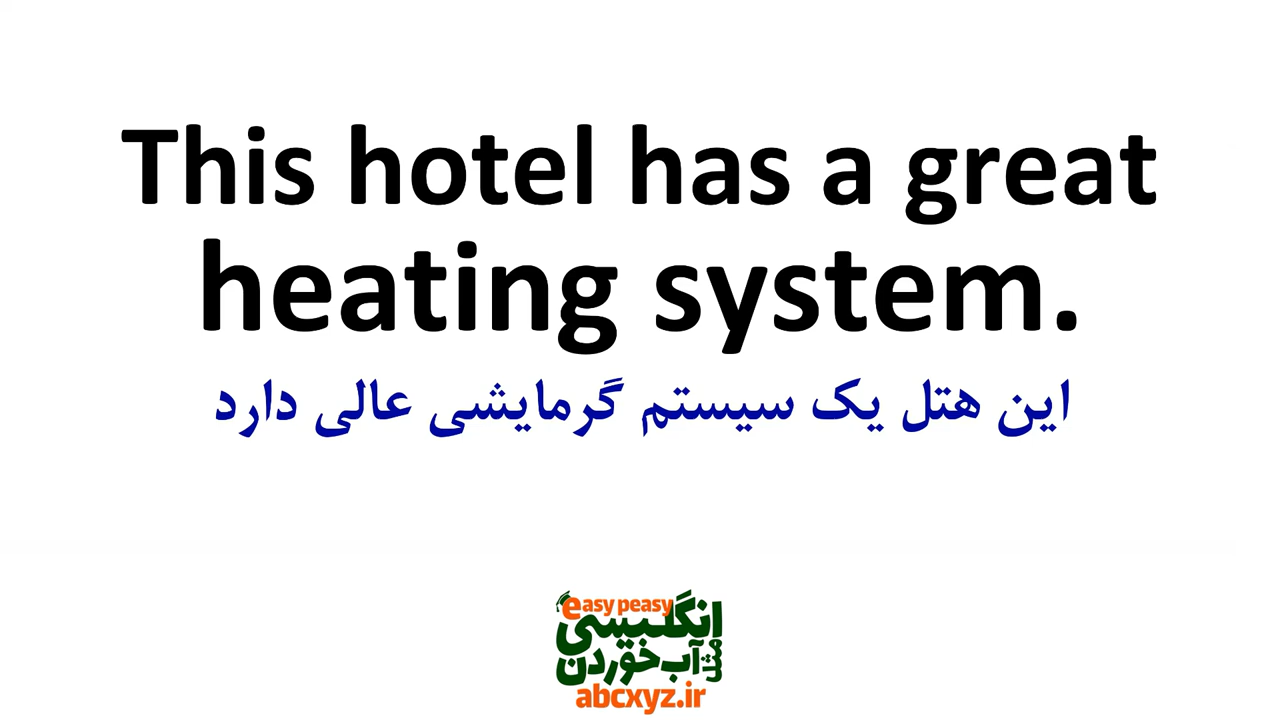 This hotel has a great
heating system.
این هتل یک سیستم گرمایشی عالی دارد
easy peasy
انگلیسی
مثل آب خوردن
abcxyz.ir